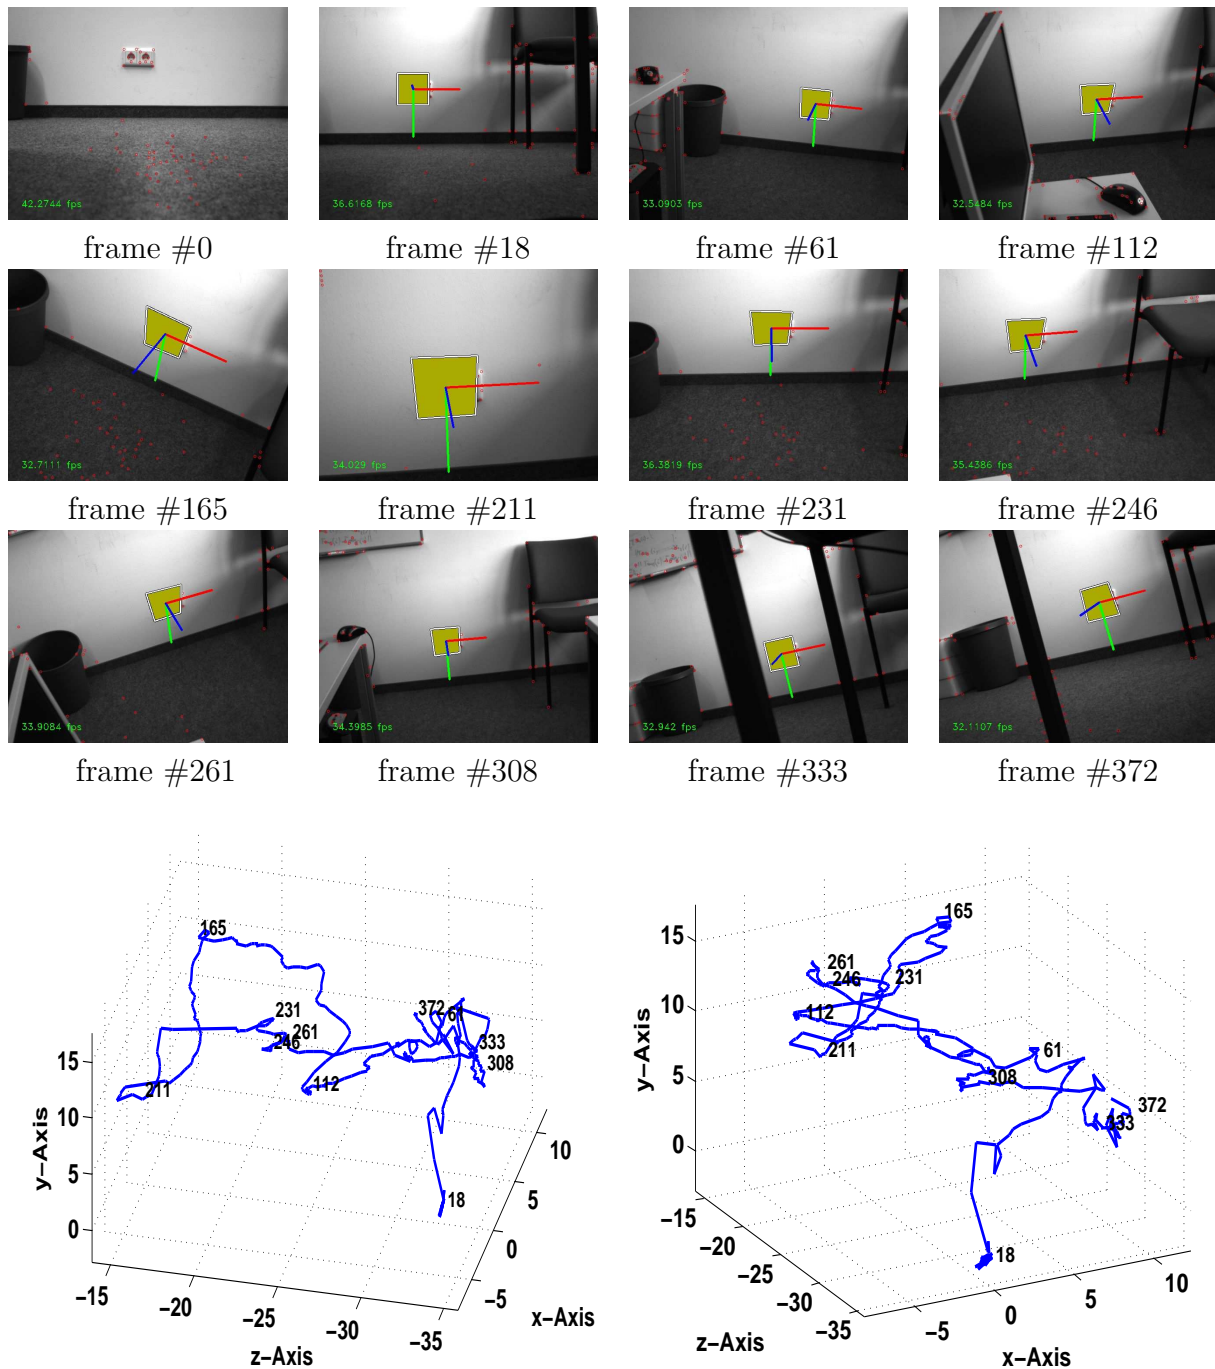 42.2744 fps
36.6168 fps
33.0903 fps
32.5484 fps
frame #0
frame #18
frame #61
frame #112
32.7111 fps
34.029 fps
36.3819 fps
35.4386 fps
frame #165
frame #211
frame #231
frame #246
33.9084 fps
34.3985 fps
32.942 fps
32.1107 fps
frame #261
frame #308
frame #333
frame #372
165
231
261
246
211
112
372
61
333
308
18
15
10
5
0
y-Axis
-15
-20
-25
-30
-35
z-Axis
10
5
0
-5
x-Axis
165
261
246
231
112
211
61
308
372
333
18
15
10
5
0
y-Axis
-15
-20
-25
-30
-35
z-Axis
-5
0
5
10
x-Axis